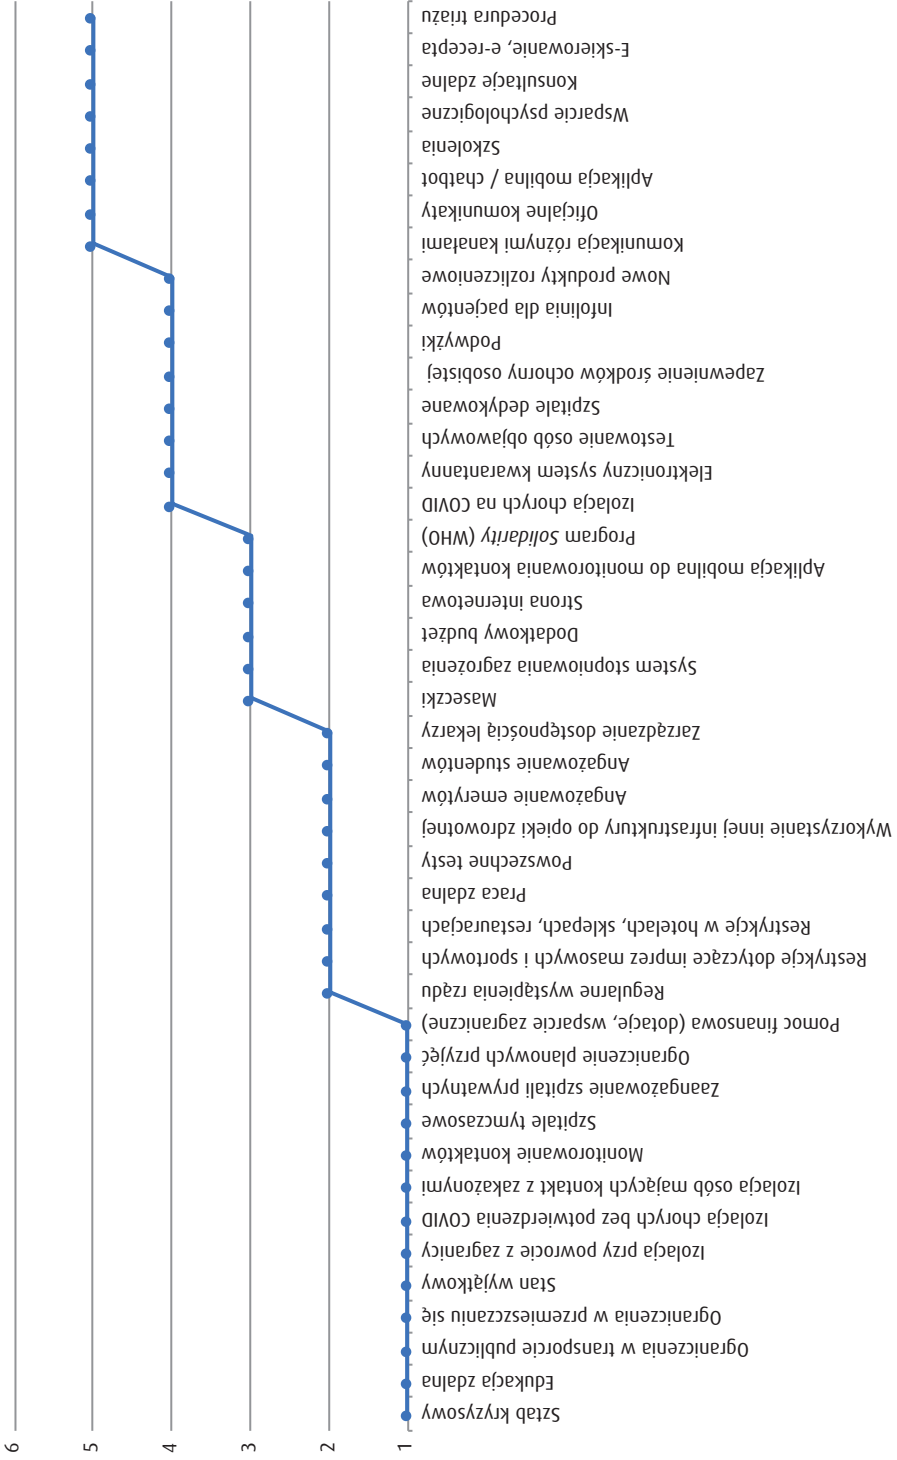 Procedura triażu
E-skierowanie, e-recepta
Konsultacje zdalne
Wsparcie psychologiczne
Szkolenia
Aplikacja mobilna / chatbot
Oficjalne komunikaty
Komunikacja różnymi kanałami
Nowe produkty rozliczeniowe
Infolinia dla pacjentów
Podwyżki
Zapewnienie środków ochorny osobistej
Szpitale dedykowane
Testowanie osób objawowych
Elektroniczny system kwarantanny
Izolacja chorych na COVID
Program Solidarity (WHO)
Aplikacja mobilna do monitorowania kontaktów
Strona internetowa
Dodatkowy budżet
System stopniowania zagrożenia
Maseczki
Zarządzanie dostępnością lekarzy
Angażowanie studentów
Angażowanie emerytów
Wykorzystanie innej infrastruktury do opieki zdrowotnej
Powszechne testy
Praca zdalna
Restrykcje w hotelach, sklepach, restauracjach
Restrykcje dotyczące imprez masowych i sportowych
Regularne wystąpienia rządu
Pomoc finansowa (dotacje, wsparcie zagraniczne)
Ograniczenie planowych przyjęć
Zaangażowanie szpitali prywatnych
Szpitale tymczasowe
Monitorowanie kontaktów
Izolacja osób mających kontakt z zakażonymi
Izolacja chorych bez potwierdzenia COVID
Izolacja przy powrocie z zagranicy
Stan wyjątkowy
Ograniczenia w przemieszczaniu się
Ograniczenia w transporcie publicznym
Edukacja zdalna
Sztab kryzysowy
6
5
4
3
2
1